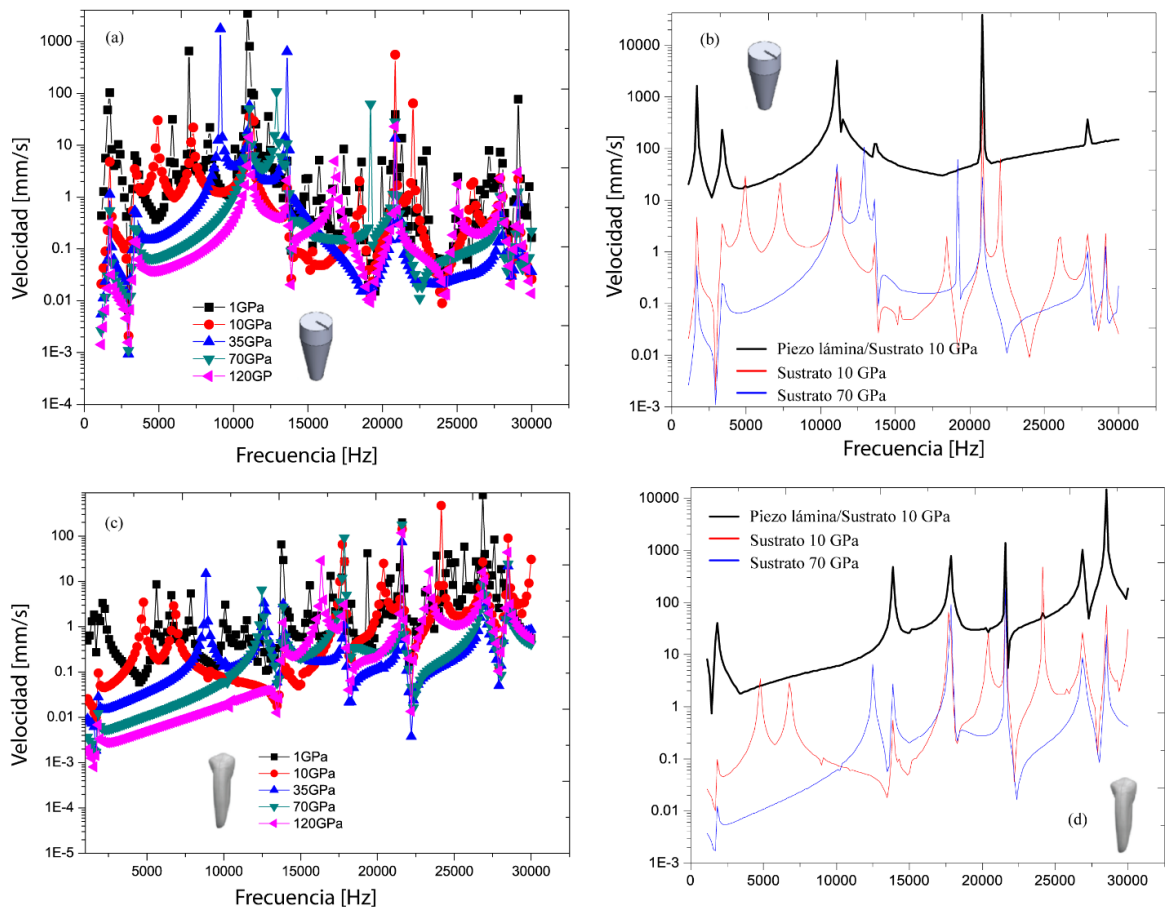 (a)
Velocidad [mm/s]
1000
100
10
1
0.1
0.01
1E-3
1E-4
1GPa
10GPa
35GPa
70GPa
120GP
0
5000
10000
15000
20000
25000
30000
Frecuencia [Hz]
(b)
Velocidad [mm/s]
10000
1000
100
10
1
0.1
0.01
1E-3
Piezo lámina/Sustrato 10 GPa
Sustrato 10 GPa
Sustrato 70 GPa
0
5000
10000
15000
20000
25000
30000
Frecuencia [Hz]
(c)
Velocidad [mm/s]
100
10
1
0.1
0.01
1E-3
1E-4
1E-5
1GPa
10GPa
35GPa
70GPa
120GPa
5000
10000
15000
20000
25000
30000
Frecuencia [Hz]
Velocidad [mm/s]
10000
1000
100
10
1
0.1
0.01
1E-3
Piezo lámina/Sustrato 10 GPa
Sustrato 10 GPa
Sustrato 70 GPa
(d)
0
5000
10000
15000
20000
25000
30000
Frecuencia [Hz]